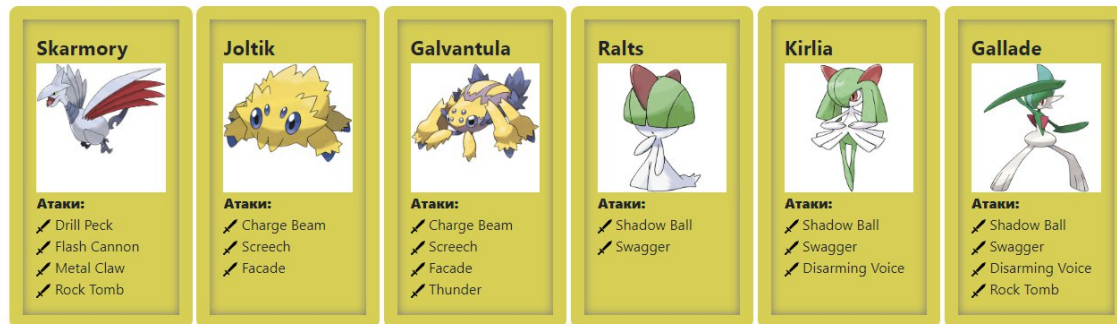 Skarmory
Атаки:
Drill Peck
Flash Cannon
Metal Claw
Rock Tomb
Joltik
Атаки:
Charge Beam
Screech
Facade
Galvantula
Атаки:
Charge Beam
Screech
Facade
Thunder
Ralts
Атаки:
Shadow Ball
Swagger
Kirlia
Атаки:
Shadow Ball
Swagger
Disarming Voice
Gallade
Атаки:
Shadow Ball
Swagger
Disarming Voice
Rock Tomb